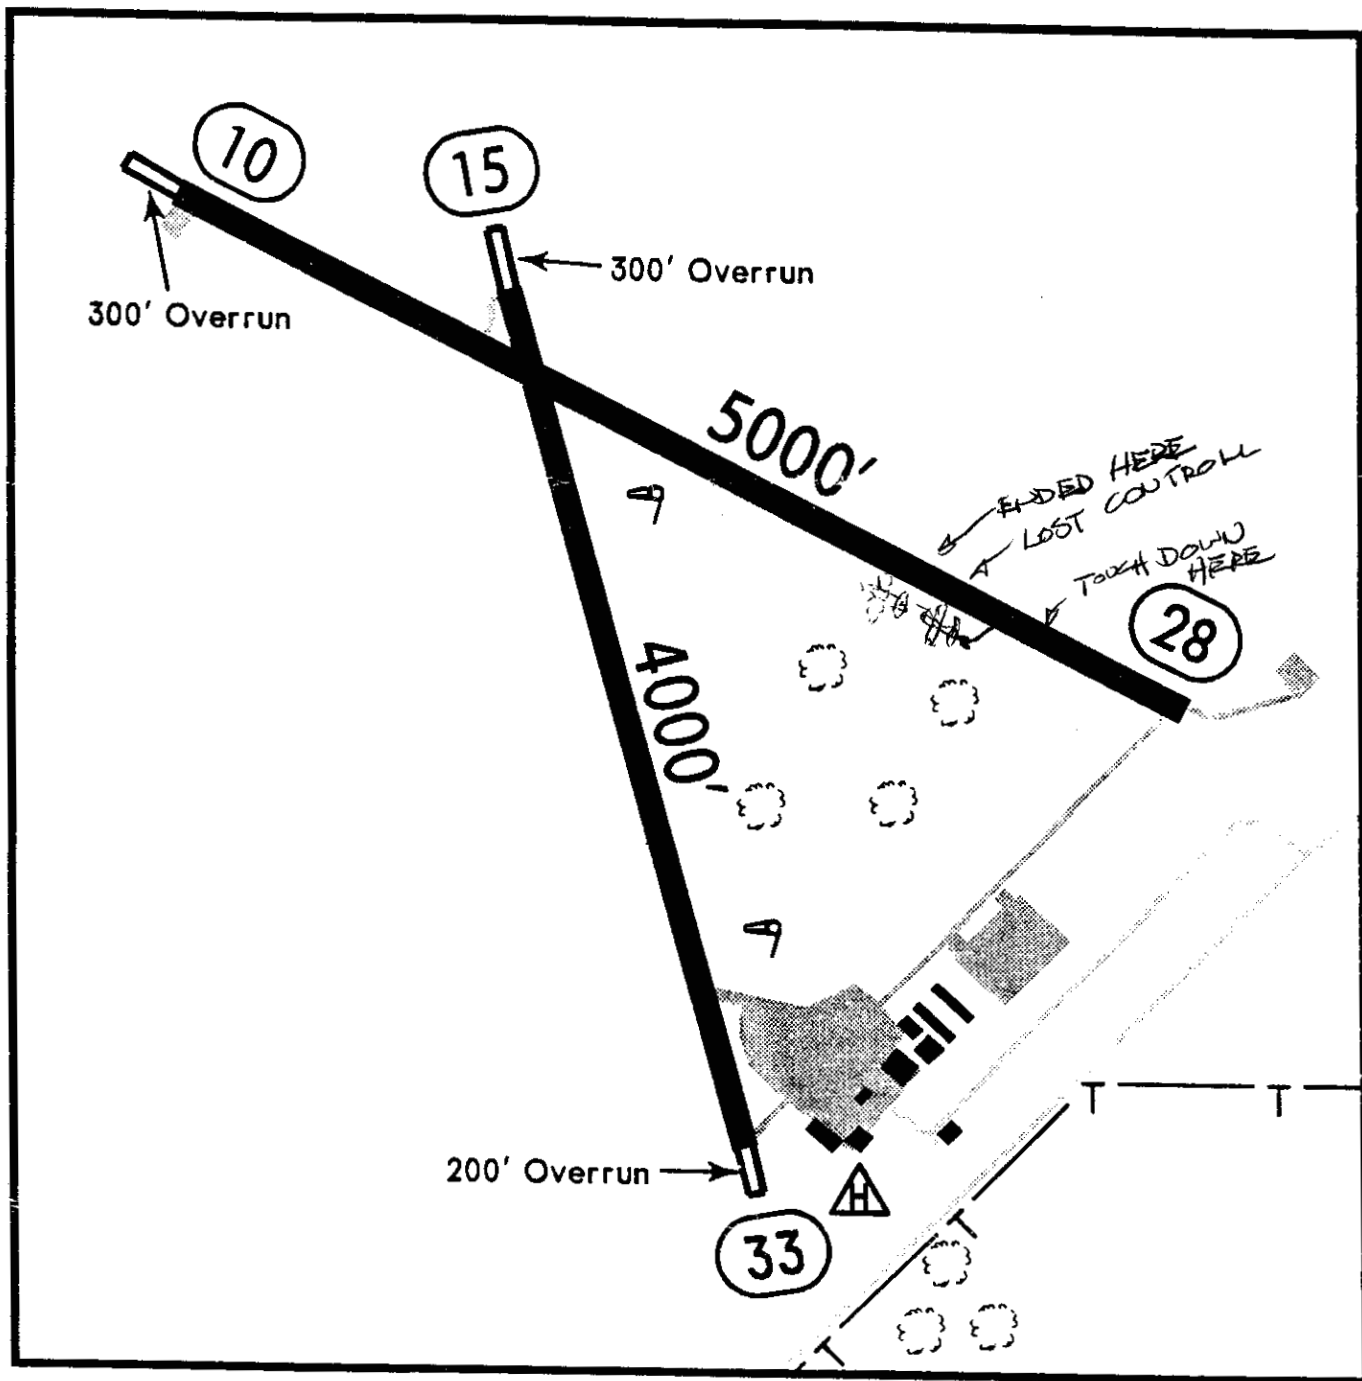 10
15
300' Overrun
300' Overrun
5000'
ENDED HERE
LOST CONTROLL
TOUCH DOWN
HERE
28
4000'
T T
200' Overrun
H
T
33
T